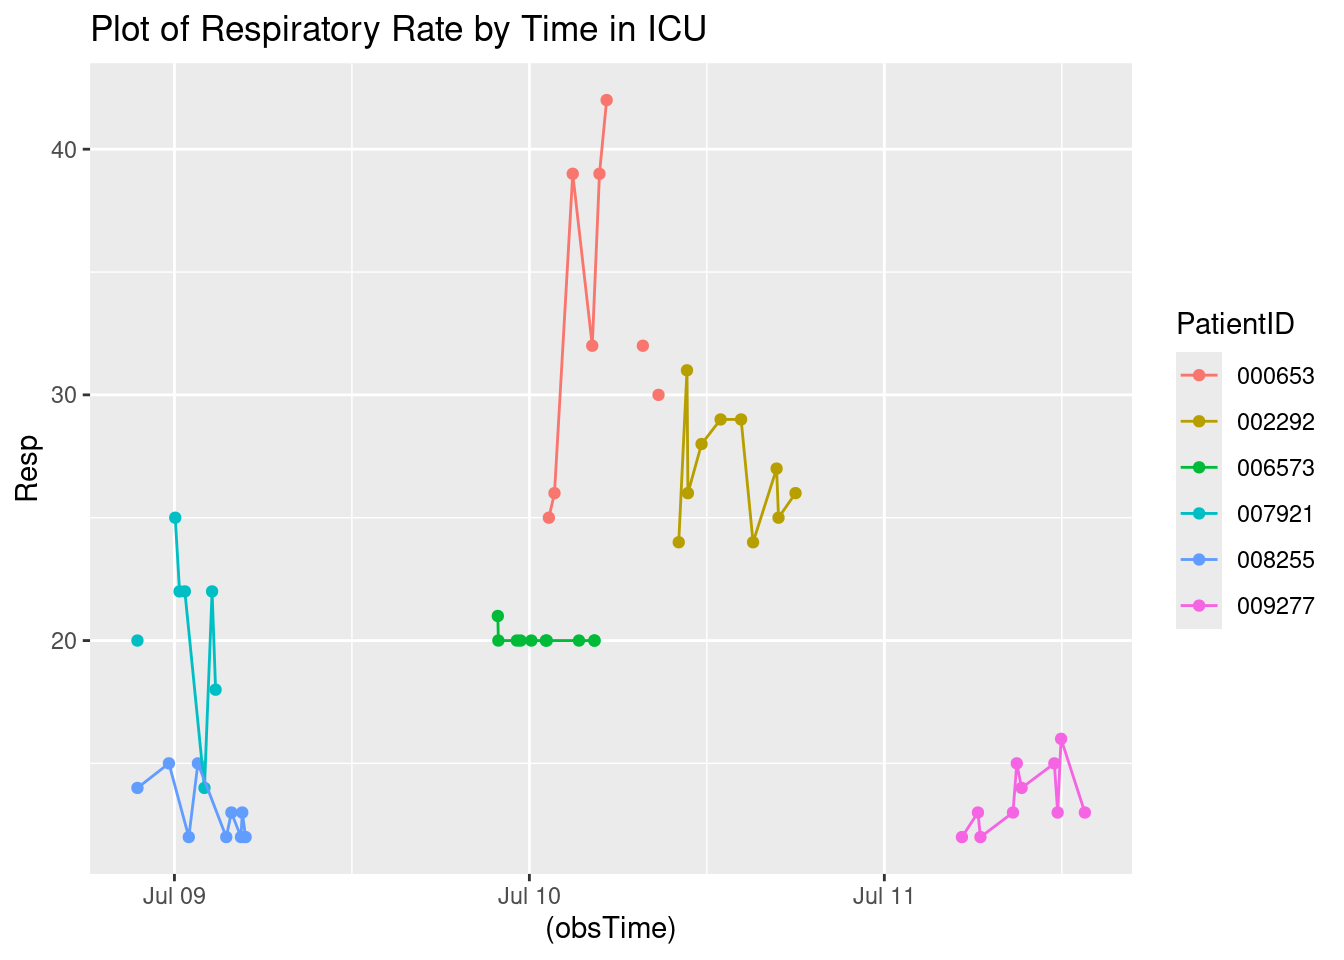 Plot of Respiratory Rate by Time in ICU
40
30
20
Resp
Jul 09
Jul 10
Jul 11
(obsTime)
PatientID
000653
002292
006573
007921
008255
009277